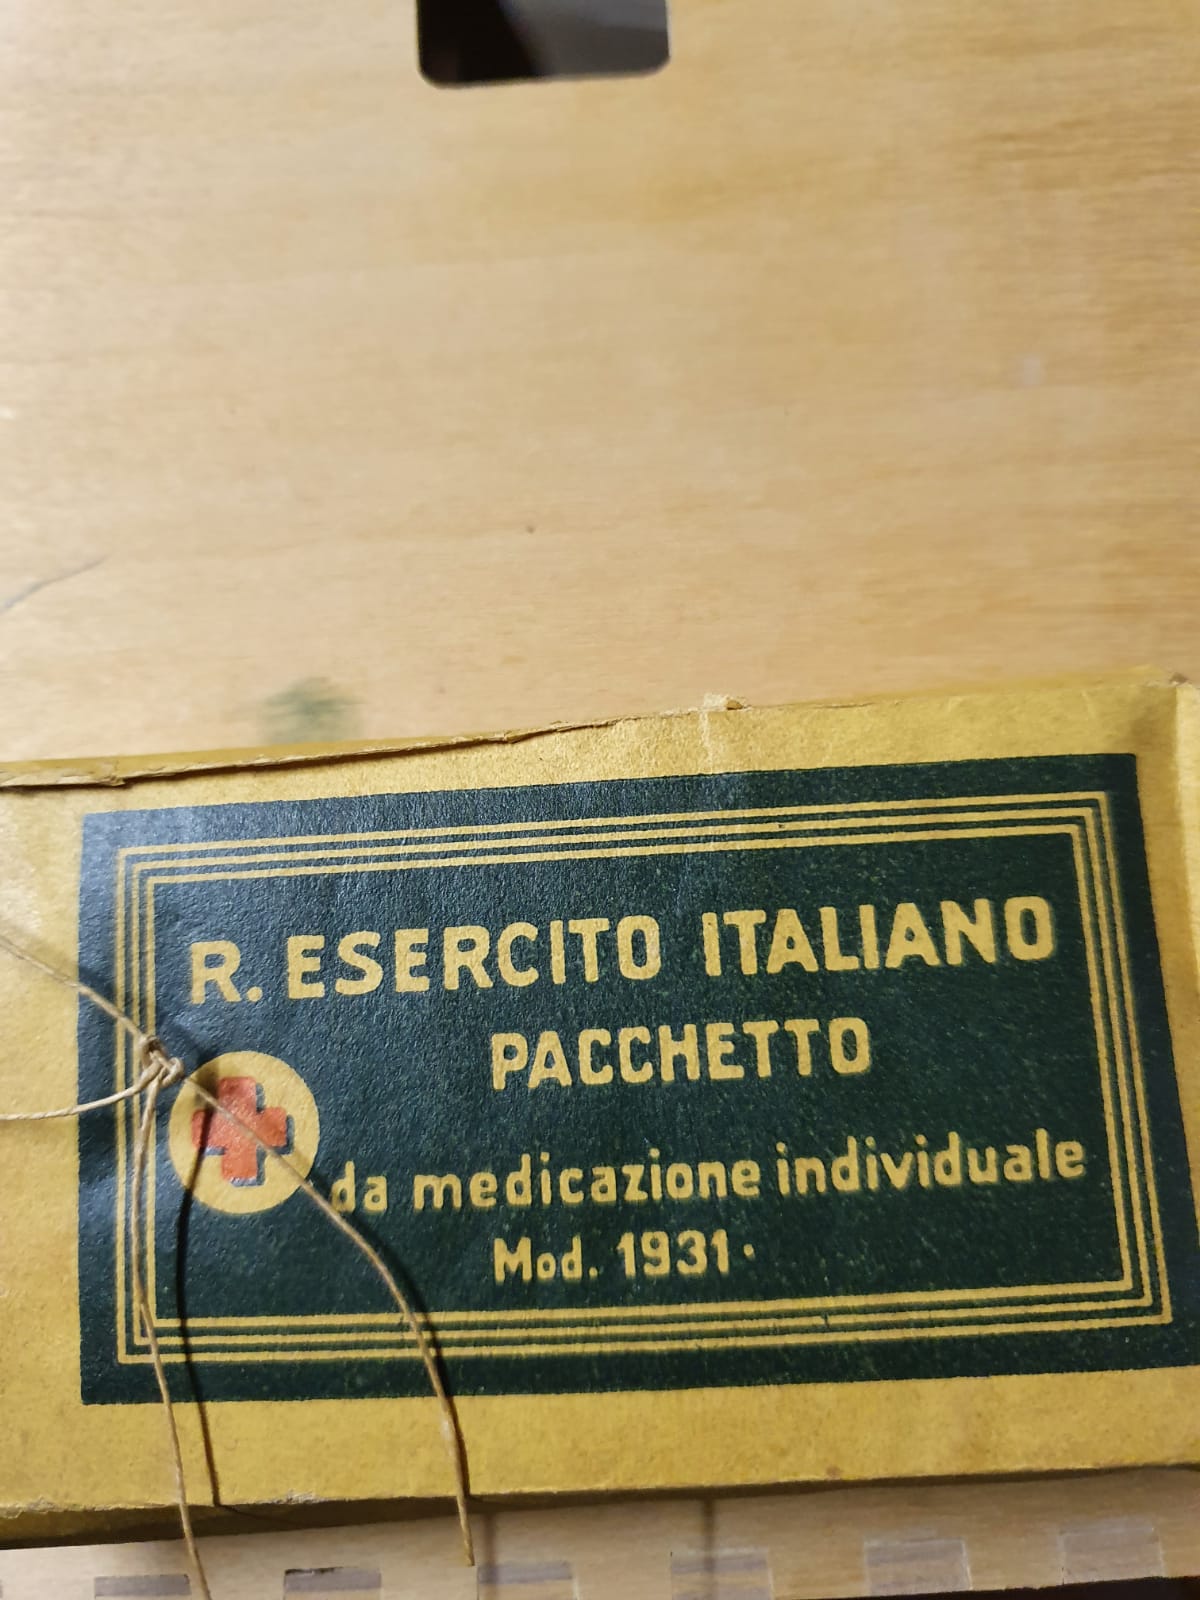 R. ESERCITO ITALIANO
PACCHETTO
da medicazione individuale
Mod. 1931.